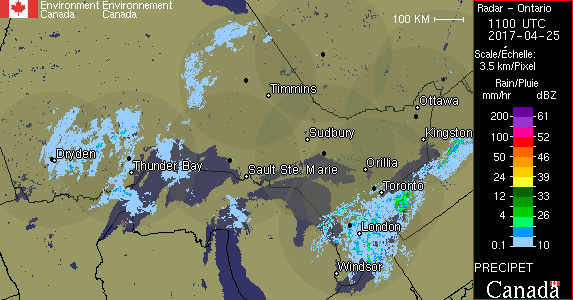 Environment Environnement
Canada Canada
Radar - Ontario
1100 UTC
2017-04-25
100 KM
Scale/Échelle:
3.5 km/Pixel
Rain/Pluie
mm/hr dBZ
200 61
100 52
50 46
24 39
12 33
4 26
0.1 10
Timmins
Ottawa
Sudbury
Kingston
Dryden
Thunder Bay
Sault Ste. Marie
Orillia
Toronto
London
Windsor
PRECIPET
Canada